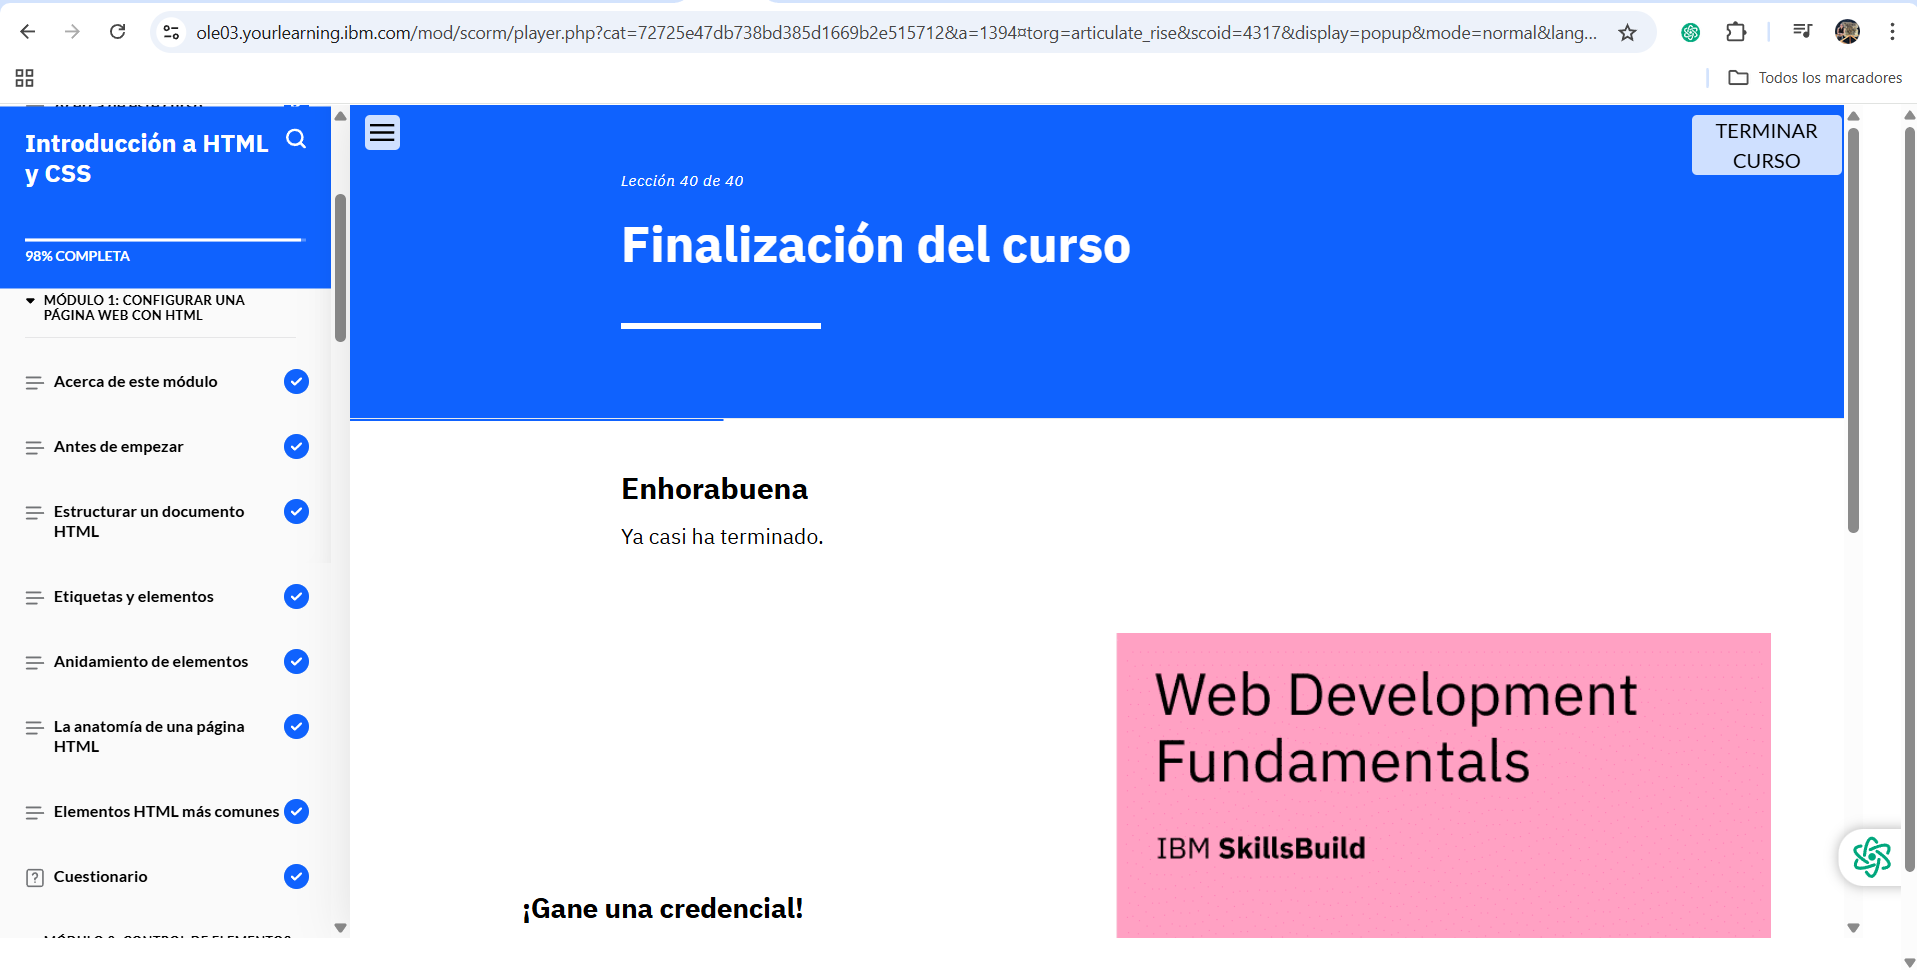 ole03.yourlearning.ibm.com/mod/scorm/player.php?cat=72725e47db738bd385d1669b2e515712&a=1394¤torg=articulate_rise&scoid=4317&display=popup&mode=normal&lang...
Todos los marcadores
Introducción a HTML
y CSS
98% COMPLETA
MÓDULO 1: CONFIGURAR UNA
PÁGINA WEB CON HTML
Acerca de este módulo
Antes de empezar
Estructurar un documento
HTML
Etiquetas y elementos
Anidamiento de elementos
La anatomía de una página
HTML
Elementos HTML más comunes
Cuestionario
TERMINAR
CURSO
Lección 40 de 40
Finalización del curso
Enhorabuena
Ya casi ha terminado.
Web Development
Fundamentals
IBM SkillsBuild
¡Gane una credencial!